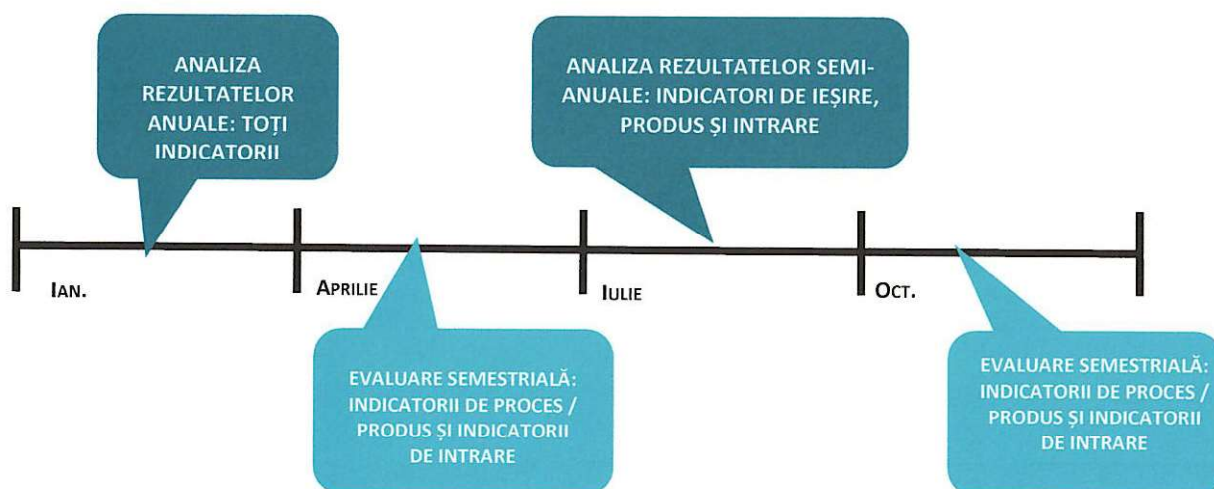 ANALIZA
REZULTATELOR
ANUALE: TOȚI
INDICATORII
ANALIZA REZULTATELOR SEMI-
ANUALE: INDICATORI DE IEȘIRE,
PRODUS ȘI INTRARE
IAN.
APRILIE
IULIE
OCT.
EVALUARE SEMESTRIALĂ:
INDICATORII DE PROCES /
PRODUS ȘI INDICATORII
DE INTRARE
EVALUARE SEMESTRIALĂ:
INDICATORII DE PROCES /
PRODUS ȘI INDICATORII
DE INTRARE